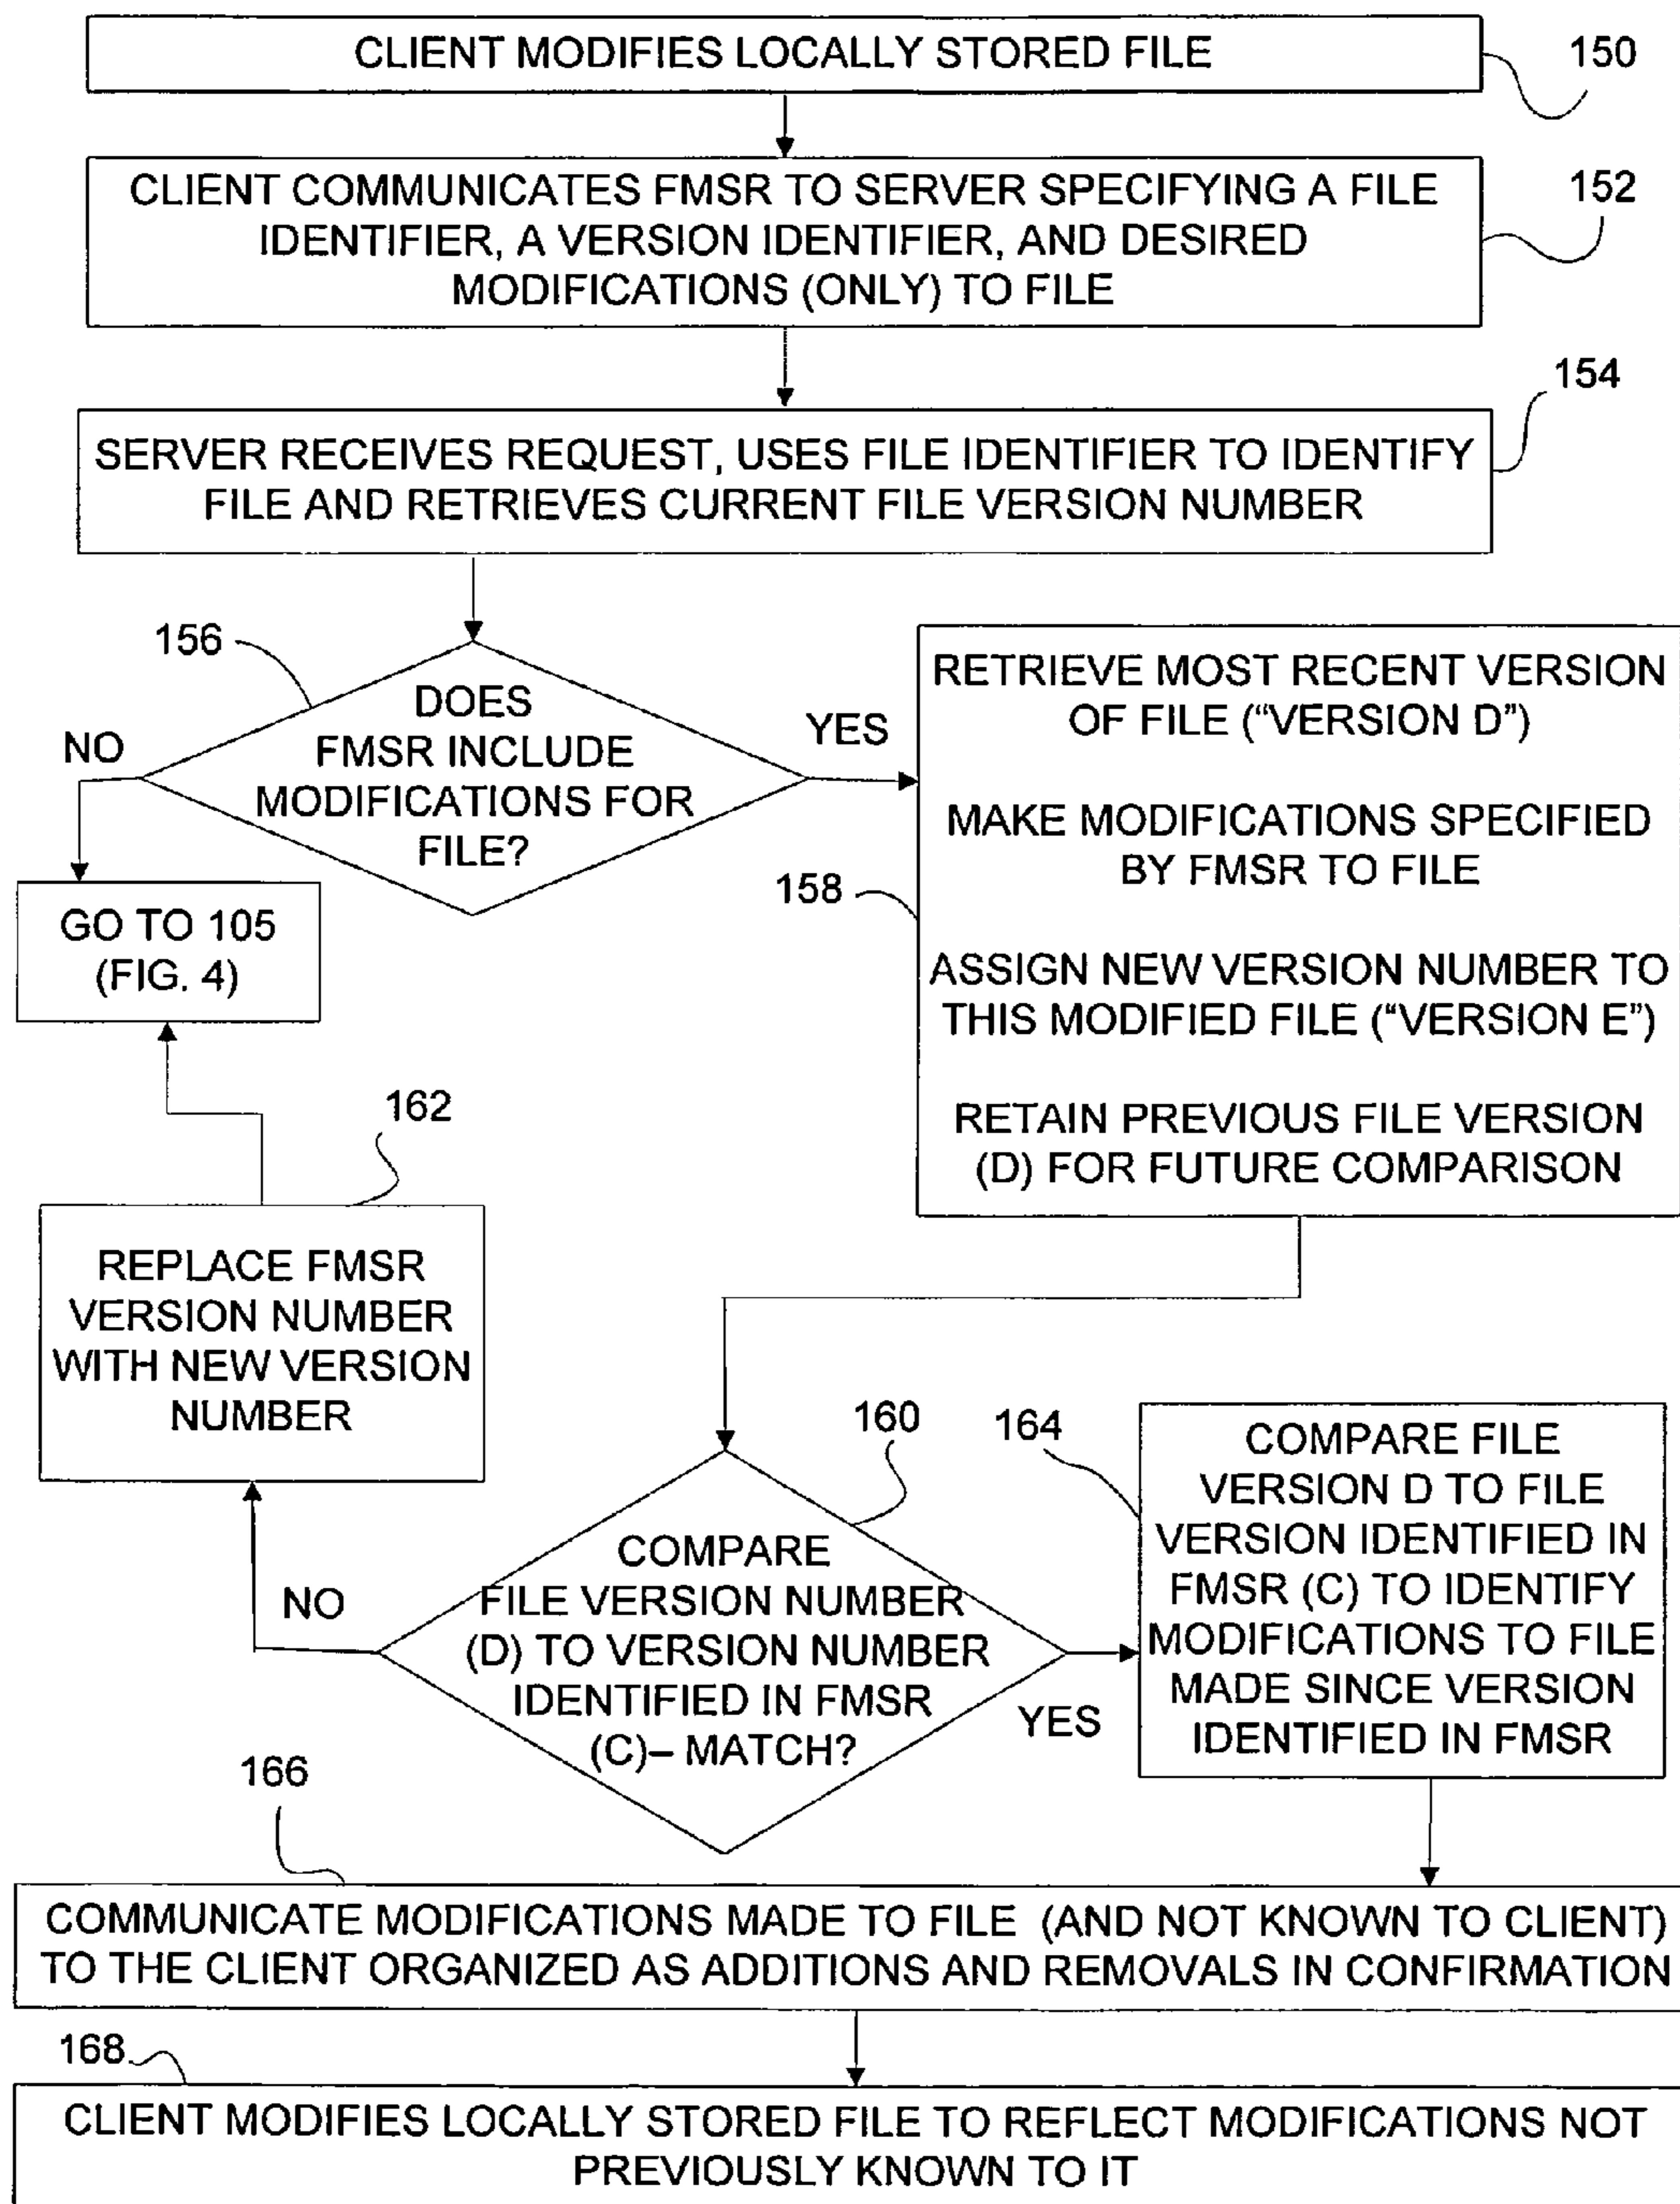 CLIENT MODIFIES LOCALLY STORED FILE
150
CLIENT COMMUNICATES FMSR TO SERVER SPECIFYING A FILE
IDENTIFIER, A VERSION IDENTIFIER, AND DESIRED
MODIFICATIONS (ONLY) TO FILE
152
154
SERVER RECEIVES REQUEST, USES FILE IDENTIFIER TO IDENTIFY
FILE AND RETRIEVES CURRENT FILE VERSION NUMBER
156
DOES
FMSR INCLUDE
MODIFICATIONS FOR
FILE?
NO
YES
GO TO 105
(FIG. 4)
RETRIEVE MOST RECENT VERSION
OF FILE (“VERSION D”)
MAKE MODIFICATIONS SPECIFIED
BY FMSR TO FILE
158
ASSIGN NEW VERSION NUMBER TO
THIS MODIFIED FILE (“VERSION E”)
RETAIN PREVIOUS FILE VERSION
(D) FOR FUTURE COMPARISON
162
REPLACE FMSR
VERSION NUMBER
WITH NEW VERSION
NUMBER
160
COMPARE
FILE VERSION NUMBER
(D) TO VERSION NUMBER
IDENTIFIED IN FMSR
(C)– MATCH?
NO
YES
164
COMPARE FILE
VERSION D TO FILE
VERSION IDENTIFIED IN
FMSR (C) TO IDENTIFY
MODIFICATIONS TO FILE
MADE SINCE VERSION
IDENTIFIED IN FMSR
166
COMMUNICATE MODIFICATIONS MADE TO FILE (AND NOT KNOWN TO CLIENT)
TO THE CLIENT ORGANIZED AS ADDITIONS AND REMOVALS IN CONFIRMATION
168
CLIENT MODIFIES LOCALLY STORED FILE TO REFLECT MODIFICATIONS NOT
PREVIOUSLY KNOWN TO IT